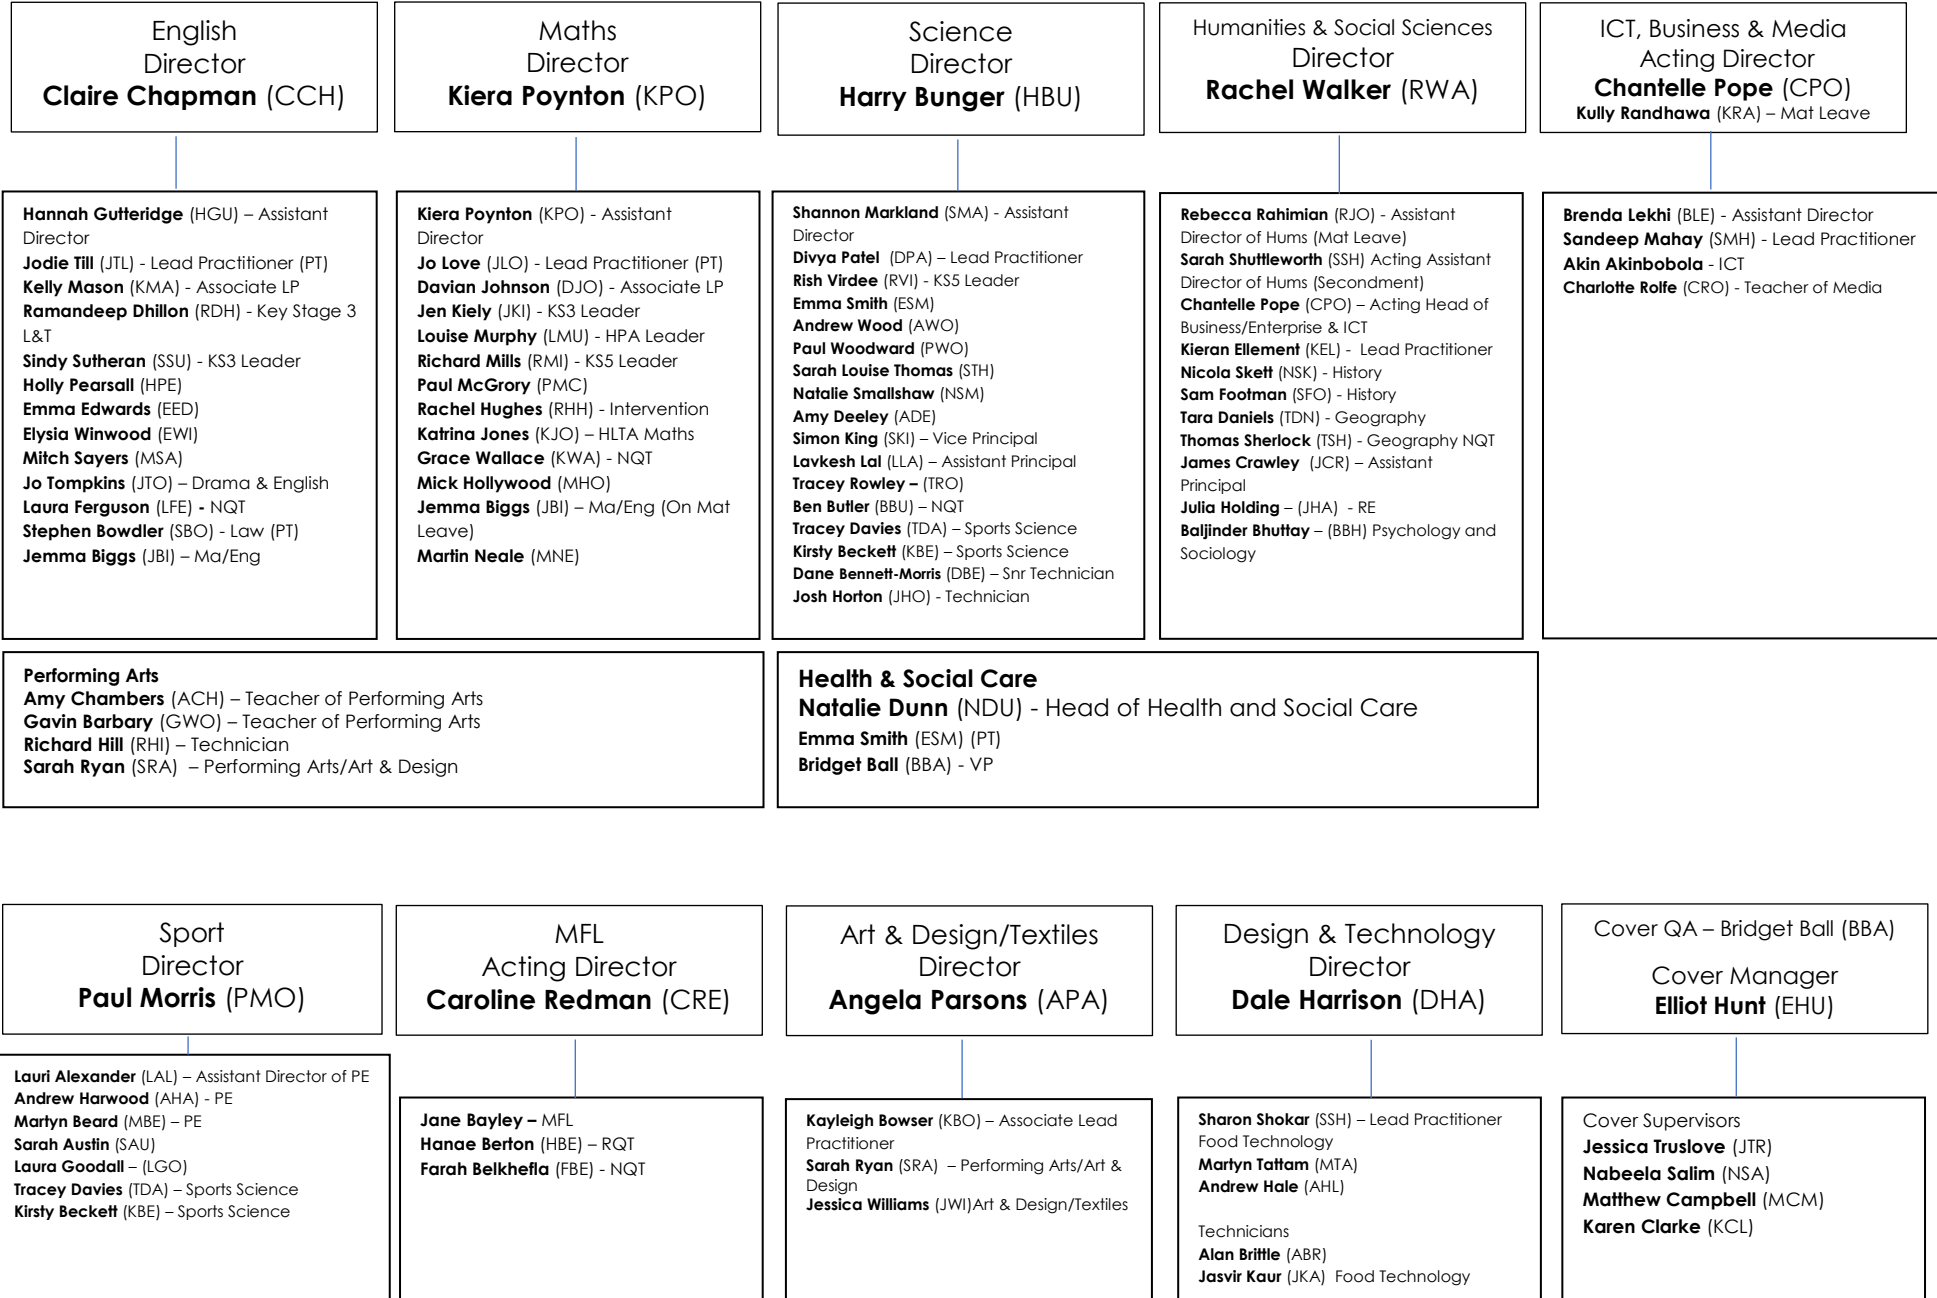 English
Director
Claire Chapman (CCH)
Maths
Director
Kiera Poynton (KPO)
Science
Director
Harry Bunger (HBU)
Humanities & Social Sciences
Director
Rachel Walker (RWA)
ICT, Business & Media
Acting Director
Chantelle Pope (CPO)
Kully Randhawa (KRA) – Mat Leave
Hannah Gutteridge (HGU) – Assistant
Director
Jodie Till (JTL) - Lead Practitioner (PT)
Kelly Mason (KMA) - Associate LP
Ramandeep Dhillon (RDH) - Key Stage 3
L&T
Sindy Sutheran (SSU) - KS3 Leader
Holly Pearsall (HPE)
Emma Edwards (EED)
Elysia Winwood (EWI)
Mitch Sayers (MSA)
Jo Tompkins (JTO) – Drama & English
Laura Ferguson (LFE) - NQT
Stephen Bowdler (SBO) - Law (PT)
Jemma Biggs (JBI) – Ma/Eng
Kiera Poynton (KPO) - Assistant
Director
Jo Love (JLO) - Lead Practitioner (PT)
Davian Johnson (DJO) - Associate LP
Jen Kiely (JKI) - KS3 Leader
Louise Murphy (LMU) - HPA Leader
Richard Mills (RMI) - KS5 Leader
Paul McGrory (PMC)
Rachel Hughes (RHH) - Intervention
Katrina Jones (KJO) – HLTA Maths
Grace Wallace (KWA) - NQT
Mick Hollywood (MHO)
Jemma Biggs (JBI) – Ma/Eng (On Mat
Leave)
Martin Neale (MNE)
Shannon Markland (SMA) - Assistant
Director
Divya Patel (DPA) – Lead Practitioner
Rish Virdee (RVI) - KS5 Leader
Emma Smith (ESM)
Andrew Wood (AWO)
Paul Woodward (PWO)
Sarah Louise Thomas (STH)
Natalie Smallshaw (NSM)
Amy Deeley (ADE)
Simon King (SKI) – Vice Principal
Lavkesh Lal (LLA) – Assistant Principal
Tracey Rowley – (TRO)
Ben Butler (BBU) – NQT
Tracey Davies (TDA) – Sports Science
Kirsty Beckett (KBE) – Sports Science
Dane Bennett-Morris (DBE) – Snr Technician
Josh Horton (JHO) - Technician
Rebecca Rahimian (RJO) - Assistant
Director of Hums (Mat Leave)
Sarah Shuttleworth (SSH) Acting Assistant
Director of Hums (Secondment)
Chantelle Pope (CPO) – Acting Head of
Business/Enterprise & ICT
Kieran Ellement (KEL) - Lead Practitioner
Nicola Skett (NSK) - History
Sam Footman (SFO) - History
Tara Daniels (TDN) - Geography
Thomas Sherlock (TSH) - Geography NQT
James Crawley (JCR) – Assistant
Principal
Julia Holding – (JHA) - RE
Baljinder Bhuttay – (BBH) Psychology and
Sociology
Brenda Lekhi (BLE) - Assistant Director
Sandeep Mahay (SMH) - Lead Practitioner
Akin Akinbobola - ICT
Charlotte Rolfe (CRO) - Teacher of Media
Performing Arts
Amy Chambers (ACH) – Teacher of Performing Arts
Gavin Barbary (GWO) – Teacher of Performing Arts
Richard Hill (RHI) – Technician
Sarah Ryan (SRA) – Performing Arts/Art & Design
Health & Social Care
Natalie Dunn (NDU) - Head of Health and Social Care
Emma Smith (ESM) (PT)
Bridget Ball (BBA) - VP
Sport
Director
Paul Morris (PMO)
MFL
Acting Director
Caroline Redman (CRE)
Art & Design/Textiles
Director
Angela Parsons (APA)
Design & Technology
Director
Dale Harrison (DHA)
Cover QA – Bridget Ball (BBA)
Cover Manager
Elliot Hunt (EHU)
Lauri Alexander (LAL) – Assistant Director of PE
Andrew Harwood (AHA) - PE
Martyn Beard (MBE) – PE
Sarah Austin (SAU)
Laura Goodall – (LGO)
Tracey Davies (TDA) – Sports Science
Kirsty Beckett (KBE) – Sports Science
Jane Bayley – MFL
Hanae Berton (HBE) – RQT
Farah Belkhefla (FBE) - NQT
Kayleigh Bowser (KBO) – Associate Lead
Practitioner
Sarah Ryan (SRA) – Performing Arts/Art &
Design
Jessica Williams (JWI)Art & Design/Textiles
Sharon Shokar (SSH) – Lead Practitioner
Food Technology
Martyn Tattam (MTA)
Andrew Hale (AHL)
Technicians
Alan Brittle (ABR)
Jasvir Kaur (JKA) Food Technology
Cover Supervisors
Jessica Truslove (JTR)
Nabeela Salim (NSA)
Matthew Campbell (MCM)
Karen Clarke (KCL)